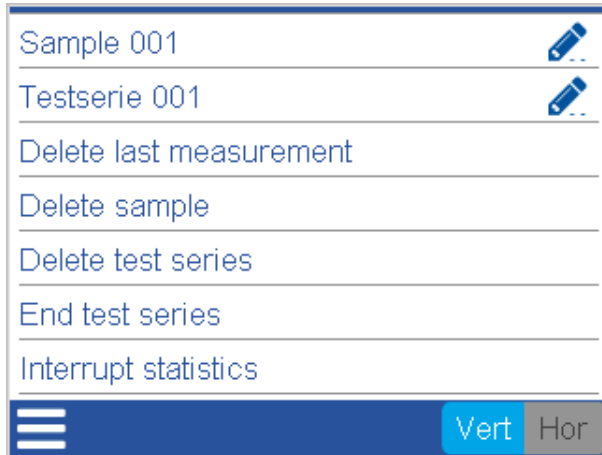 Sample 001
Testserie 001
Delete last measurement
Delete sample
Delete test series
End test series
Interrupt statistics
Vert Hor